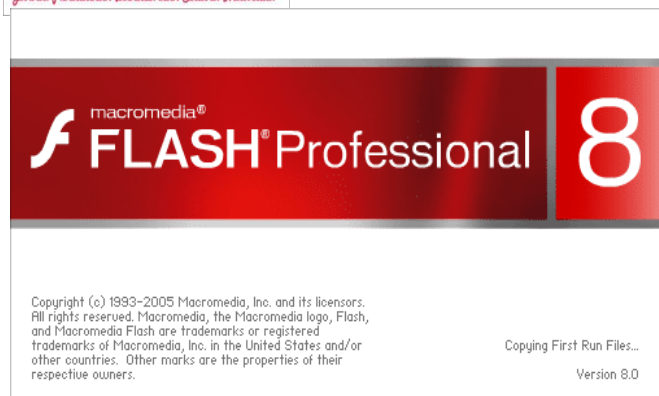 macromedia®
FLASH® Professional 8
Copyright (c) 1993-2005 Macromedia, Inc. and its licensors.
All rights reserved. Macromedia, the Macromedia logo, Flash,
and Macromedia Flash are trademarks or registered
trademarks of Macromedia, Inc. in the United States and/or
other countries. Other marks are the properties of their
respective owners.
Copying First Run Files...
Version 8.0